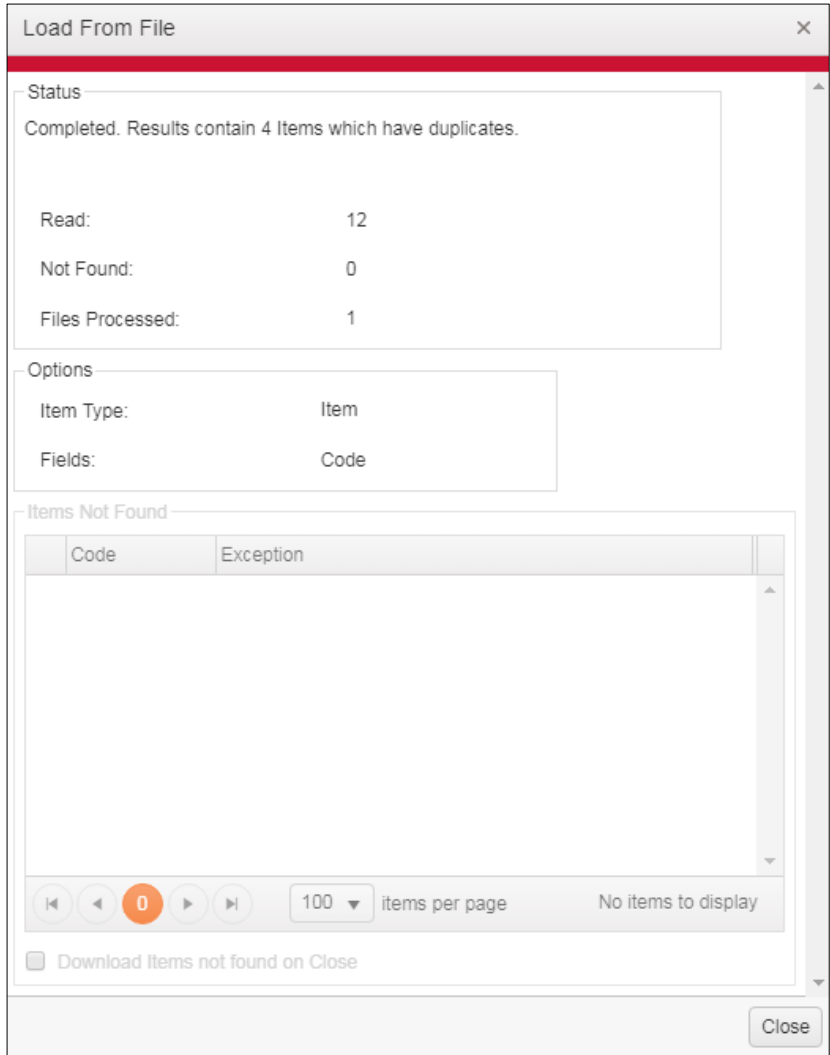 Load From File
Status
Completed. Results contain 4 Items which have duplicates.
Read: 12
Not Found: 0
Files Processed: 1
Options
Item Type: Item
Fields: Code
Items Not Found
Code Exception
0 100 items per page No items to display
Download Items not found on Close
Close